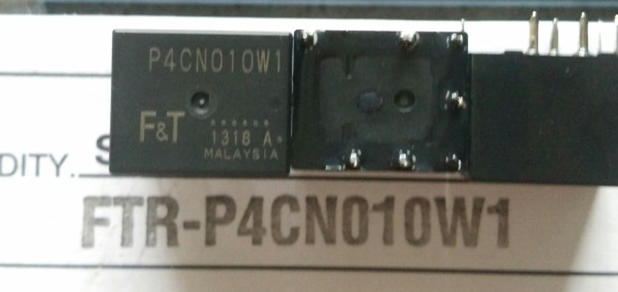 P4CN010W1
F&T
1318 A
MALAYSIA
DITY. S
FTR-P4CN010W1